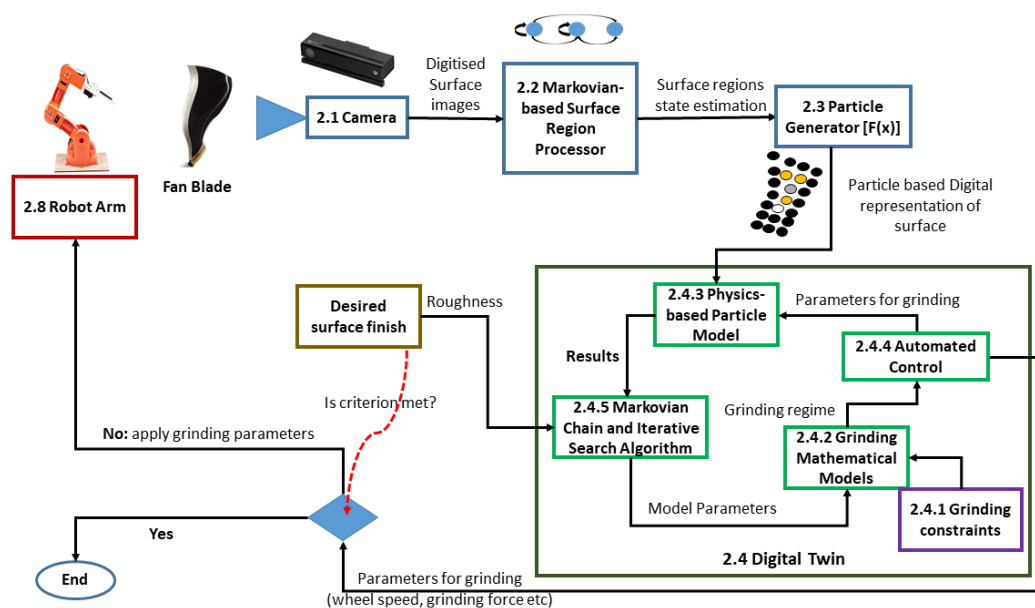 Digitised
Surface
images
2.1 Camera
2.2 Markovian-
based Surface
Region
Processor
Surface regions
state estimation
2.3 Particle
Generator [F(x)]
Fan Blade
2.8 Robot Arm
Particle based Digital
representation of
surface
Desired
surface finish
Roughness
2.4.3 Physics-
based Particle
Model
Parameters for grinding
2.4.4 Automated
Control
Results
Is criterion met?
2.4.5 Markovian
Chain and Iterative
Search Algorithm
Grinding regime
2.4.2 Grinding
Mathematical
Models
No: apply grinding parameters
Model Parameters
2.4.1 Grinding
constraints
Yes
2.4 Digital Twin
End
Parameters for grinding
(wheel speed, grinding force etc)